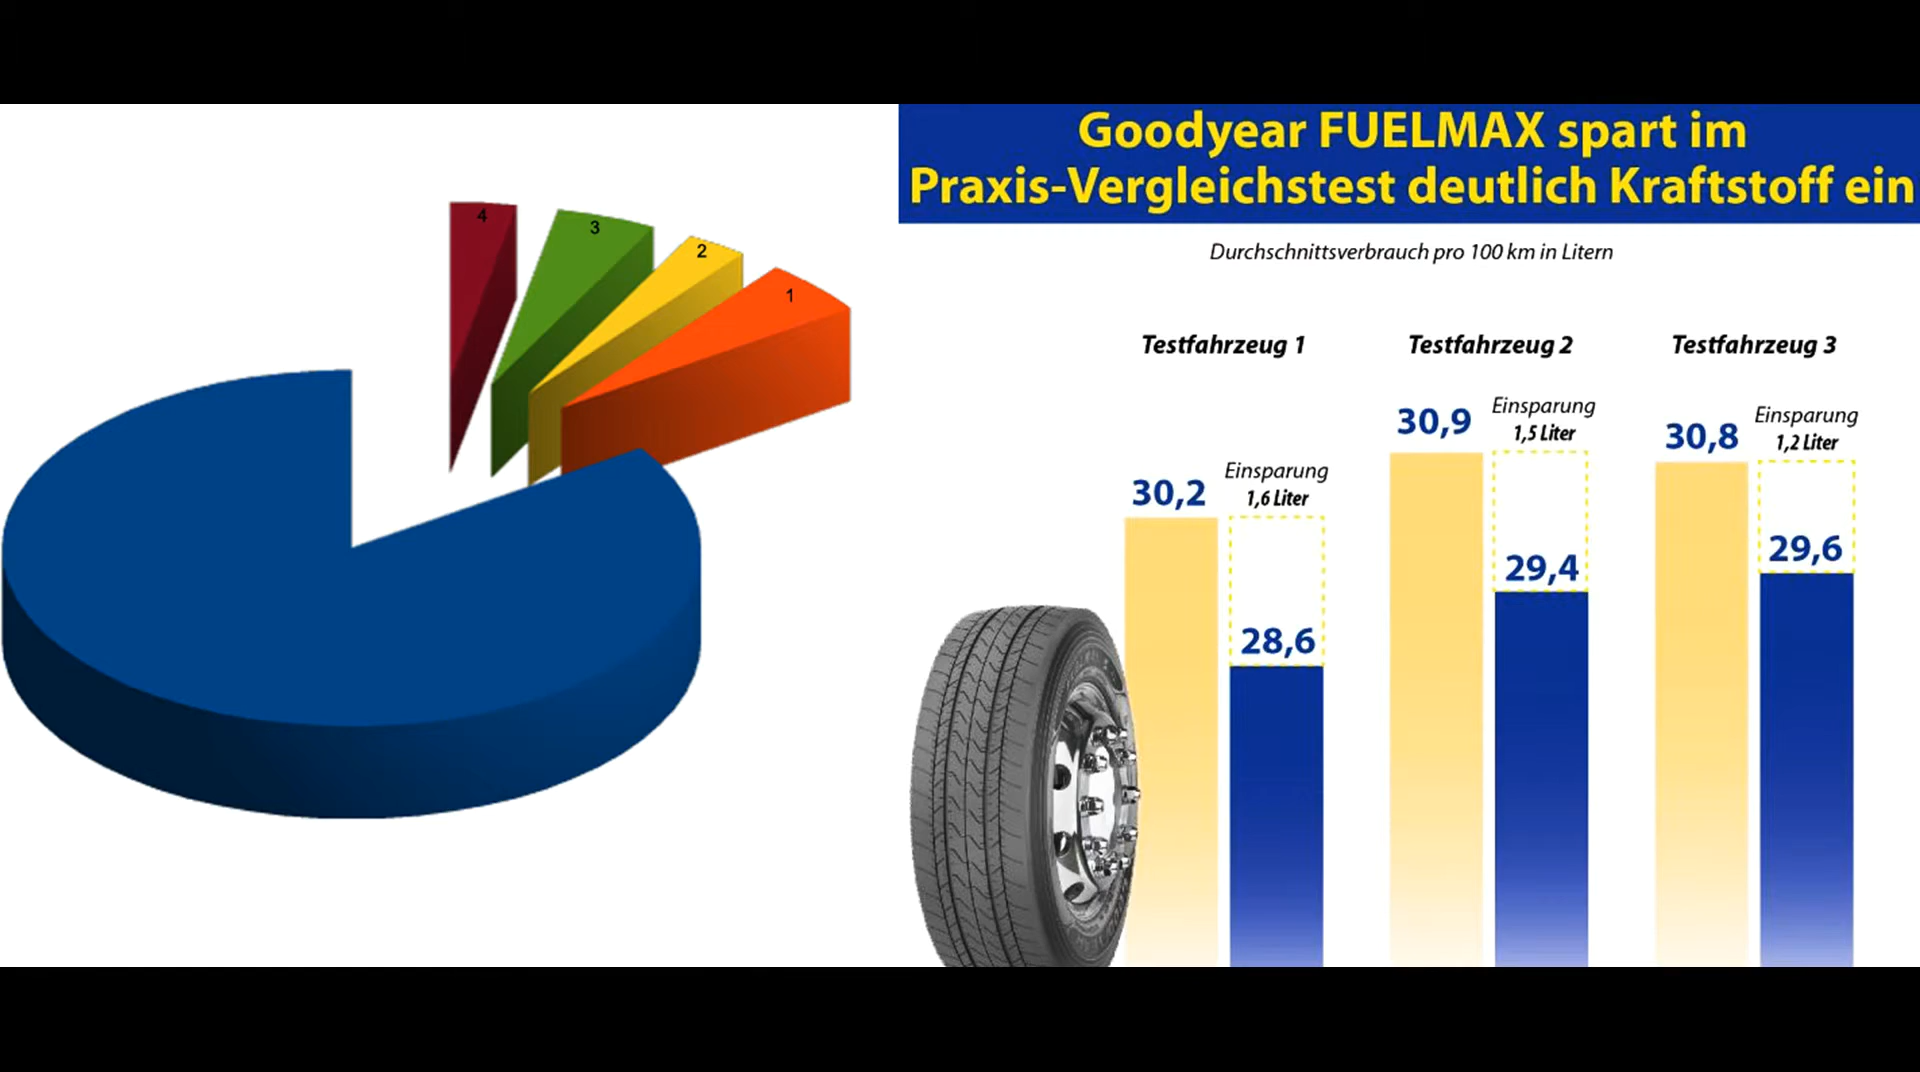 4
3
2
1
Goodyear FUELMAX spart im
Praxis-Vergleichstest deutlich Kraftstoff ein
Durchschnittsverbrauch pro 100 km in Litern
Testfahrzeug 1
Testfahrzeug 2
Testfahrzeug 3
30,2
Einsparung
1,6 Liter
28,6
30,9
Einsparung
1,5 Liter
29,4
30,8
Einsparung
1,2 Liter
29,6